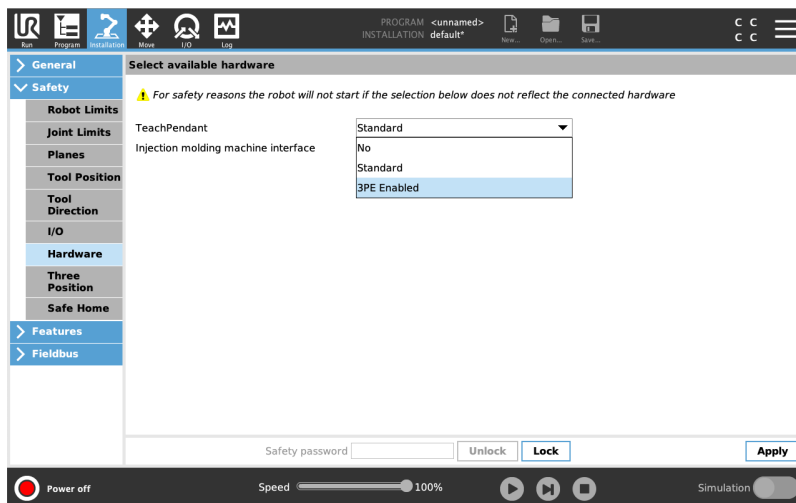 UR
PROGRAM <unnamed>
INSTALLATION default*
C C
C C
Run Program Installation Move I/O Log New... Open... Save...
General
Select available hardware
Safety
! For safety reasons the robot will not start if the selection below does not reflect the connected hardware
Robot Limits
Joint Limits
TeachPendant Standard
Injection molding machine interface
No
Standard
3PE Enabled
Planes
Tool Position
Tool
Direction
I/O
Hardware
Three
Position
Safe Home
Features
Fieldbus
Safety password Unlock Lock Apply
Power off Speed 100% Simulation